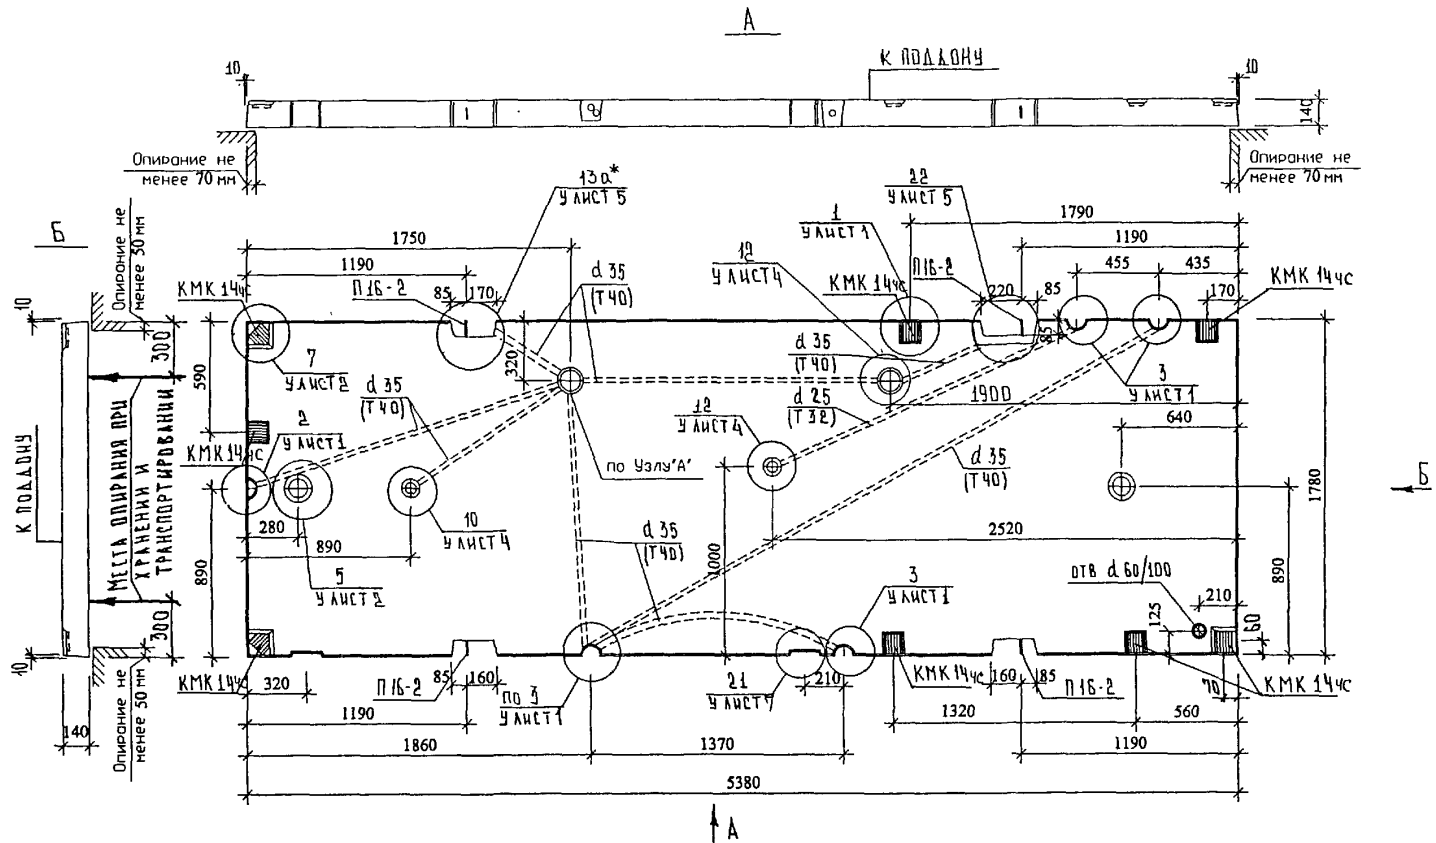 А
К ПОДДОНУ
10
10
140
Опирание не
менее 70 мм
Опирание не
менее 70 мм
13а*
У ЛИСТ 5
22
У ЛИСТ 5
1
У ЛИСТ 1
1790
Б
1750
1190
12
У ЛИСТ 4
1190
П 16-2
d 35
(Т40)
КМК 14чс
П16-2
455
435
КМК 14чс
КМК 14чс
85
170
220
85
170
Опирание не
менее 50 мм
10
300
590
320
85
7
У ЛИСТ 2
d 35
(Т40)
d 35
(Т40)
3
У ЛИСТ 1
1900
d 25
(Т32)
2
У ЛИСТ 1
12
У ЛИСТ 4
640
КМК 14чс
по Узлу "А"
d 35
(Т40)
1780
Б
К ПОДДОНУ
МЕСТА ОПИРАНИЯ ПРИ
ХРАНЕНИИ И
ТРАНСПОРТИРОВАНИИ
280
10
У ЛИСТ 4
d 35
(Т40)
2520
890
890
1000
890
5
У ЛИСТ 2
3
У ЛИСТ 1
ОТВ d 60/100
210
125
60
300
10
КМК 14чс
320
85
160
П 16-2
ПО 3
У ЛИСТ 1
21
У ЛИСТ 7
210
КМК 14чс
160
85
П 16-2
70
КМК 14чс
Опирание не
менее 50 мм
140
1190
1320
560
1860
1370
1190
5380
А